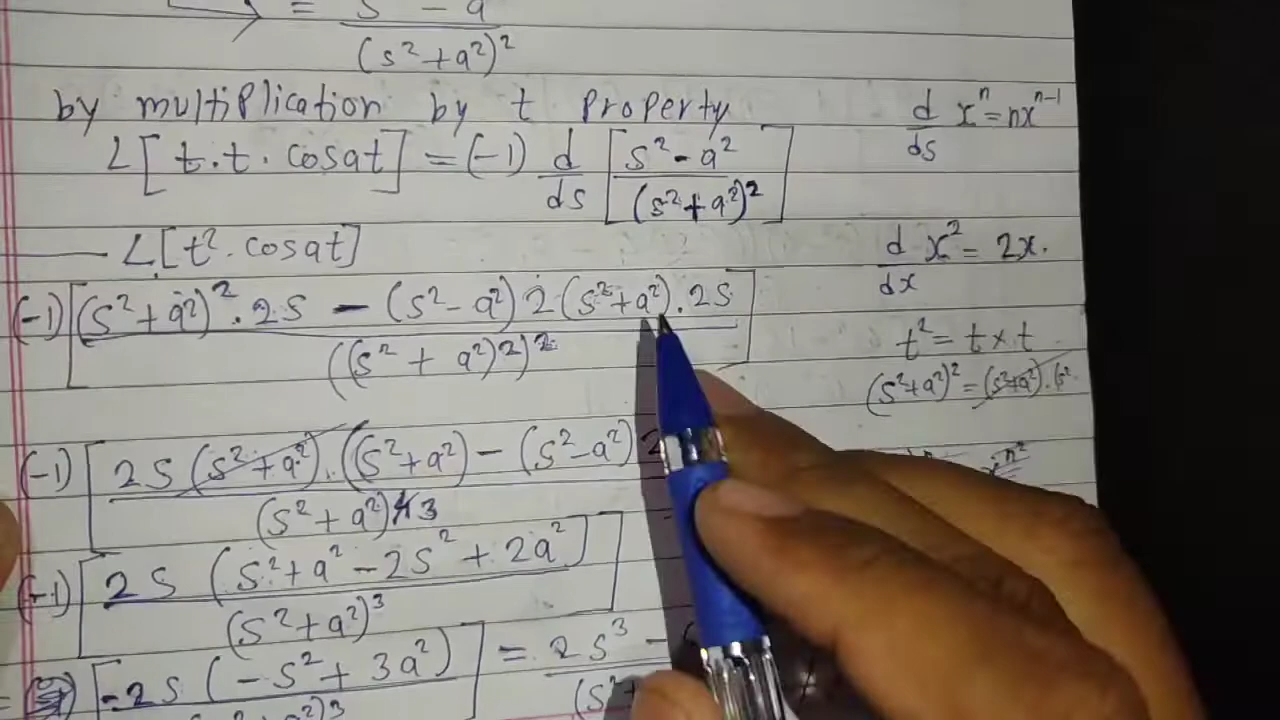 = s² - a²
(s²+a²)²
by multiplication by t Property
L[t.t.cosat] = (-1) d/ds [s²-a² / (s²+a²)²]
L[t².cosat]
(-1)[(s²+a²)².2s - (s²-a²)2(s²+a²).2s / ((s²+a²)²)²]
(-1)[2s(s²+a²).((s²+a²)-(s²-a²)2 / (s²+a²)43
(-1)[2s(s²+a²-2s²+2a²) / (s²+a²)³]
= [-2s(-s²+3a²) / (s²+a²)3] = 2s³ -
d/ds xⁿ=nxⁿ⁻¹
d/dx x²=2x.
t²=t×t
(s²+a²)²=(s²+a²).(s²